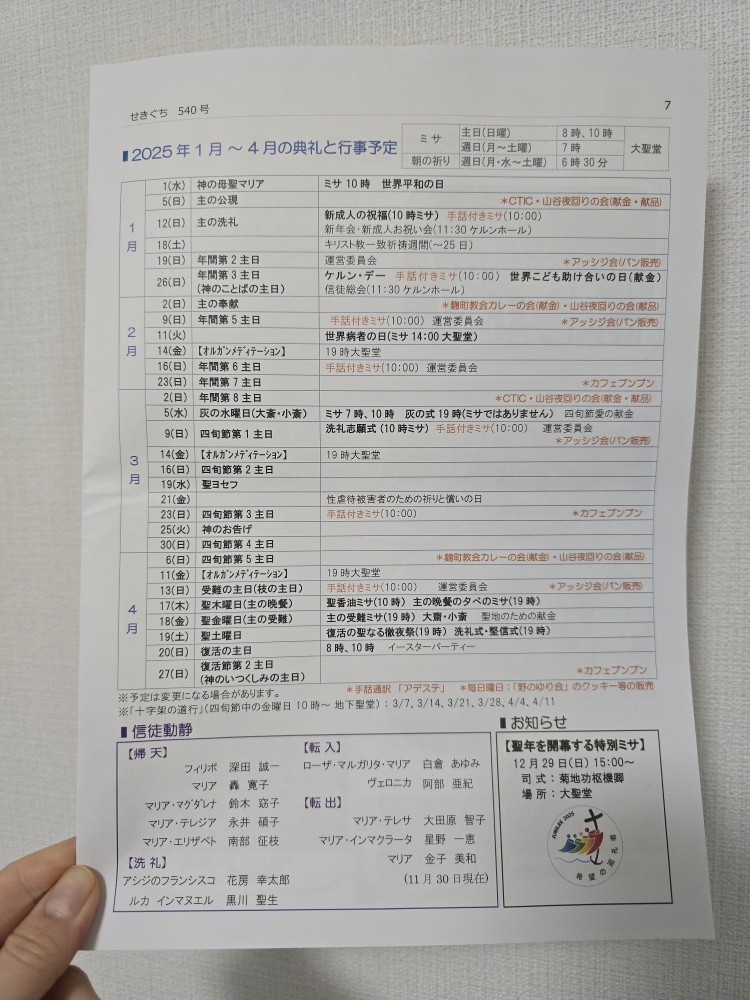 せきぐち　540号
7
2025年1月～4月の典礼と行事予定
ミサ　主日(日曜)　8時、10時　大聖堂
週日(月～土曜)　7時
朝の祈り　週日(月・水～土曜)　6時30分
1月
1(水)　神の母聖マリア　ミサ10時　世界平和の日
5(日)　主の公現　＊CTIC・山谷夜回りの会(献金・献品)
12(日)　主の洗礼　新成人の祝福(10時ミサ)　手話付きミサ(10:00)
新年会・新成人お祝い会(11:30 ケルンホール)
18(土)　キリスト教一致祈祷週間(～25日)
19(日)　年間第2主日　運営委員会　＊アッシジ会(パン販売)
26(日)　年間第3主日　ケルン・デー　手話付きミサ(10:00)　世界こども助け合いの日(献金)
(神のことばの主日)　信徒総会(11:30 ケルンホール)
2月
2(日)　主の奉献　＊麹町教会カレーの会(献金)・山谷夜回りの会(献品)
9(日)　年間第5主日　手話付きミサ(10:00)　運営委員会　＊アッシジ会(パン販売)
11(火)　世界病者の日(ミサ 14:00 大聖堂)
14(金)　【オルガンメディテーション】　19時大聖堂
16(日)　年間第6主日　手話付きミサ(10:00)　運営委員会
23(日)　年間第7主日　＊カフェブンブン
3月
2(日)　年間第8主日　＊CTIC・山谷夜回りの会(献金・献品)
5(水)　灰の水曜日(大斎・小斎)　ミサ7時、10時　灰の式19時(ミサではありません)　四旬節愛の献金
9(日)　四旬節第1主日　洗礼志願式(10時ミサ)　手話付きミサ(10:00)　運営委員会
＊アッシジ会(パン販売)
14(金)　【オルガンメディテーション】　19時大聖堂
16(日)　四旬節第2主日
19(水)　聖ヨセフ
21(金)　性虐待被害者のための祈りと償いの日
23(日)　四旬節第3主日　手話付きミサ(10:00)　＊カフェブンブン
25(火)　神のお告げ
30(日)　四旬節第4主日
4月
6(日)　四旬節第5主日　＊麹町教会カレーの会(献金)・山谷夜回りの会(献品)
11(金)　【オルガンメディテーション】　19時大聖堂
13(日)　受難の主日(枝の主日)　手話付きミサ(10:00)　運営委員会　＊アッシジ会(パン販売)
17(木)　聖木曜日(主の晩餐)　聖香油ミサ(10時)　主の晩餐の夕べのミサ(19時)
18(金)　聖金曜日(主の受難)　主の受難ミサ(19時)　大斎・小斎　聖地のための献金
19(土)　聖土曜日　復活の聖なる徹夜祭(19時)　洗礼式・堅信式(19時)
20(日)　復活の主日　8時、10時　イースターパーティー
27(日)　復活節第2主日　＊カフェブンブン
(神のいつくしみの主日)
＊手話通訳　「アデステ」　＊毎日曜日：「野のゆり会」のクッキー等の販売
※予定は変更になる場合があります。
※「十字架の道行」(四旬節中の金曜日 10時～ 地下聖堂)：3/7、3/14、3/21、3/28、4/4、4/11
信徒動静
【帰天】
フィリポ　深田　誠一
マリア　轟　寛子
マリア・マグダレナ　鈴木　窈子
マリア・テレジア　永井　碩子
マリア・エリザベト　南部　征枝
【洗礼】
アシジのフランシスコ　花房　幸太郎
ルカ インマヌエル　黒川　聖生
【転入】
ローザ・マルガリタ・マリア　白倉　あゆみ
ヴェロニカ　阿部　亜紀
【転出】
マリア・テレサ　大田原　智子
マリア・インマクラータ　星野　一恵
マリア　金子　美和
(11月30日現在)
お知らせ
【聖年を開幕する特別ミサ】
12月29日(日) 15:00～
司 式：菊地功枢機卿
場 所：大聖堂
JUBILEE 2025
希望の巡礼者